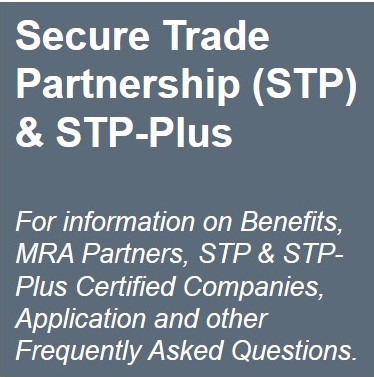 Secure Trade
Partnership (STP)
& STP-Plus
For information on Benefits,
MRA Partners, STP & STP-
Plus Certified Companies,
Application and other
Frequently Asked Questions.